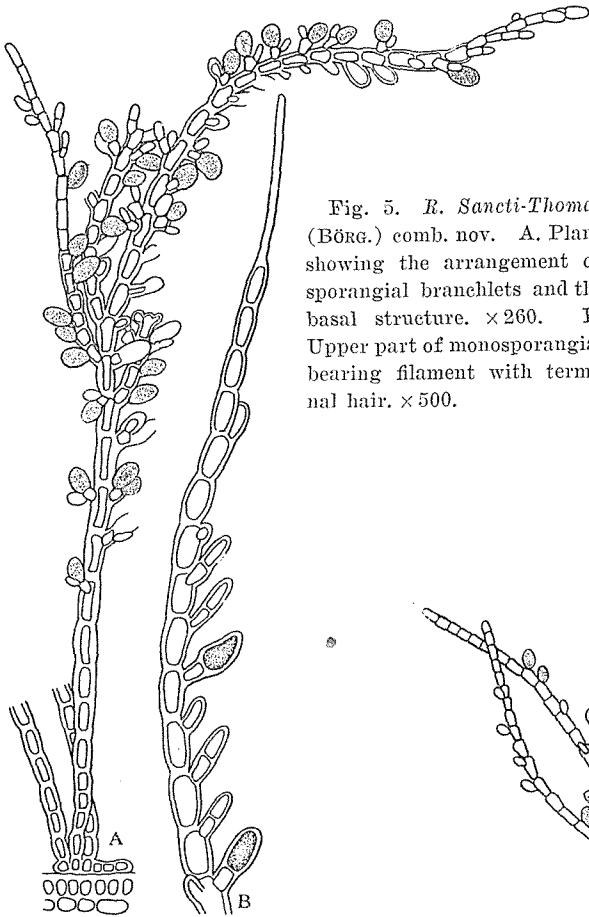 Fig. 5. R. Sancti-Thomæ
(BÖRG.) comb. nov. A. Plan
showing the arrangement o
sporangial branchlets and th
basal structure. ×260. B
Upper part of monosporangia
bearing filament with term
nal hair. ×500.
A
B